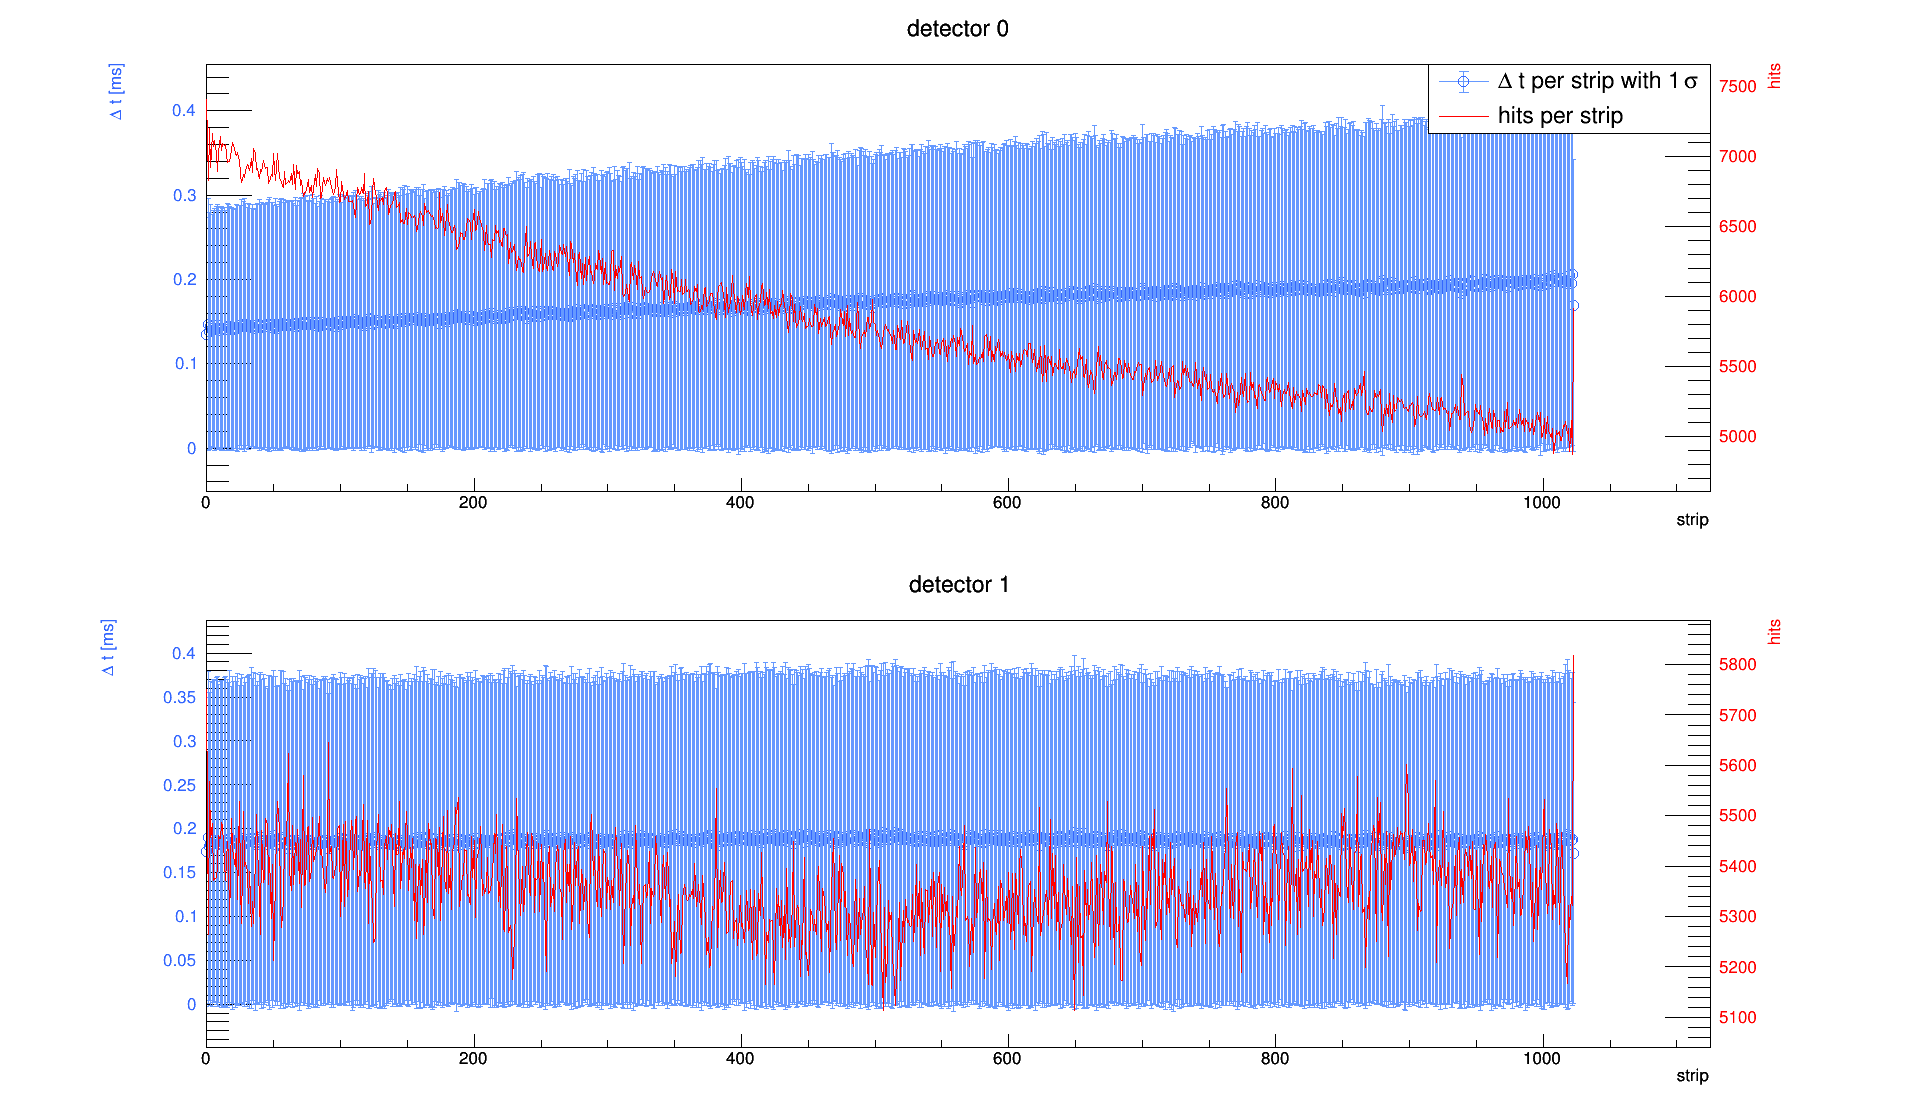 detector 0
Δ t [ms]
hits
Δ t per strip with 1 σ
hits per strip
0.4
0.3
0.2
0.1
0
7500
7000
6500
6000
5500
5000
0 200 400 600 800 1000
strip
detector 1
Δ t [ms]
hits
0.4
0.35
0.3
0.25
0.2
0.15
0.1
0.05
0
5800
5700
5600
5500
5400
5300
5200
5100
0 200 400 600 800 1000
strip